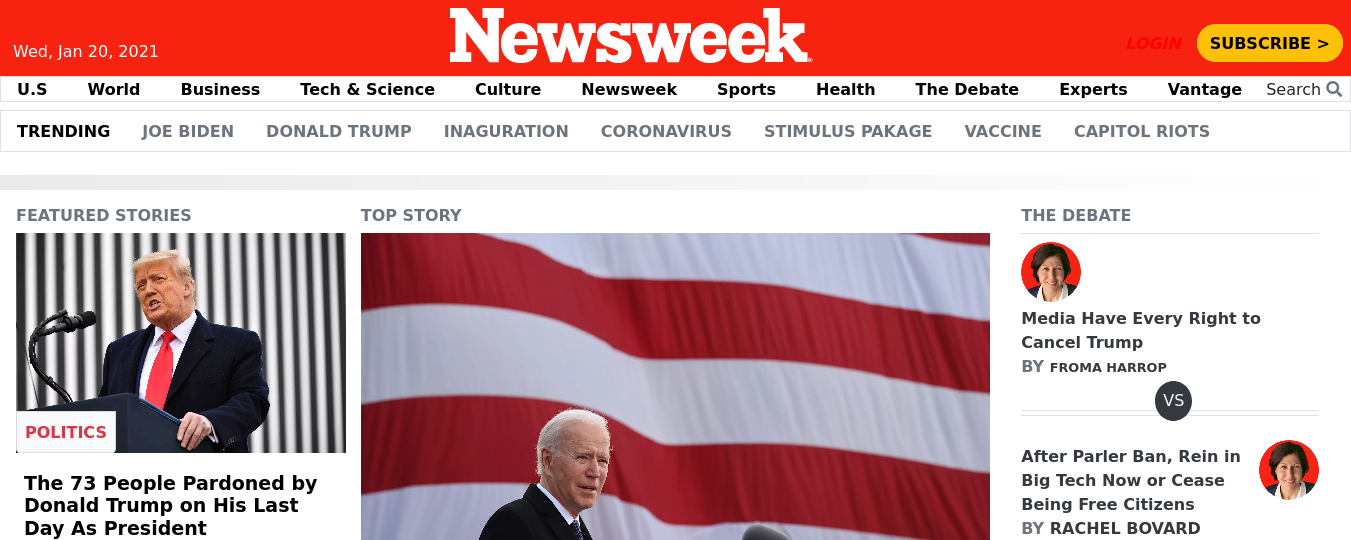 Newsweek
Wed, Jan 20, 2021
LOGIN
SUBSCRIBE >
U.S World Business Tech & Science Culture Newsweek Sports Health The Debate Experts Vantage Search
TRENDING JOE BIDEN DONALD TRUMP INAGURATION CORONAVIRUS STIMULUS PAKAGE VACCINE CAPITOL RIOTS
FEATURED STORIES
POLITICS
The 73 People Pardoned by
Donald Trump on His Last
Day As President
TOP STORY
THE DEBATE
Media Have Every Right to
Cancel Trump
BY FROMA HARROP
VS
After Parler Ban, Rein in
Big Tech Now or Cease
Being Free Citizens
BY RACHEL BOVARD